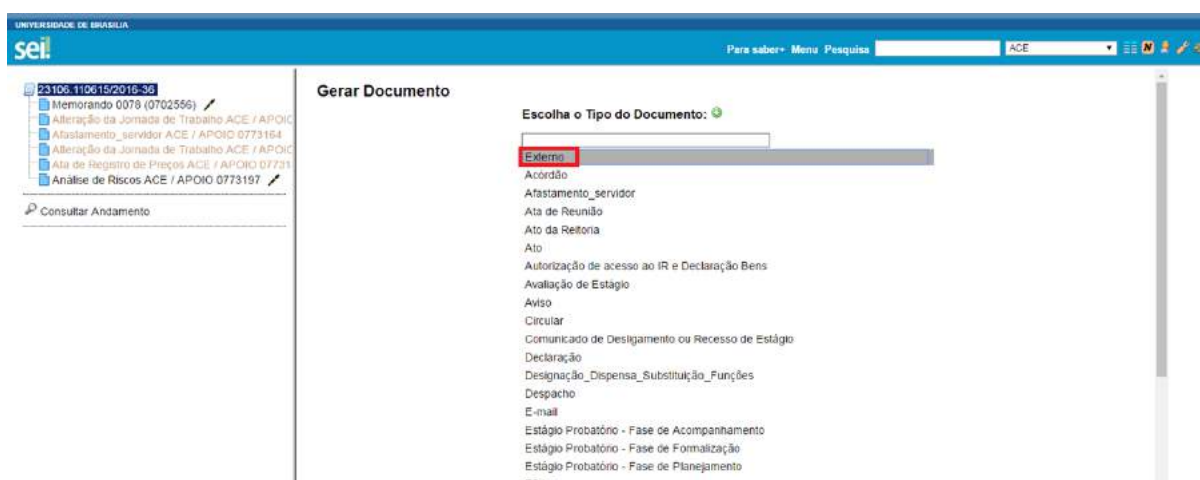 UNIVERSIDADE DE BRASILIA
sei!
Para saber+ Menu Pesquisa
ACE
23106.110615/2016-36
Memorando 0078 (0702556)
Alteração da Jornada de Trabalho ACE / APOIO
Afastamento_servidor ACE / APOIO 0773164
Alteração da Jornada de Trabalho ACE / APOIO
Ata de Registro de Preços ACE / APOIO 07731
Análise de Riscos ACE / APOIO 0773197
Consultar Andamento
Gerar Documento
Escolha o Tipo do Documento:
Externo
Acórdão
Afastamento_servidor
Ata de Reunião
Ato da Reitoria
Ato
Autorização de acesso ao IR e Declaração Bens
Avaliação de Estágio
Aviso
Circular
Comunicado de Desligamento ou Recesso de Estágio
Declaração
Designação_Dispensa_Substituição_Funções
Despacho
E-mail
Estágio Probatório - Fase de Acompanhamento
Estágio Probatório - Fase de Formalização
Estágio Probatório - Fase de Planejamento